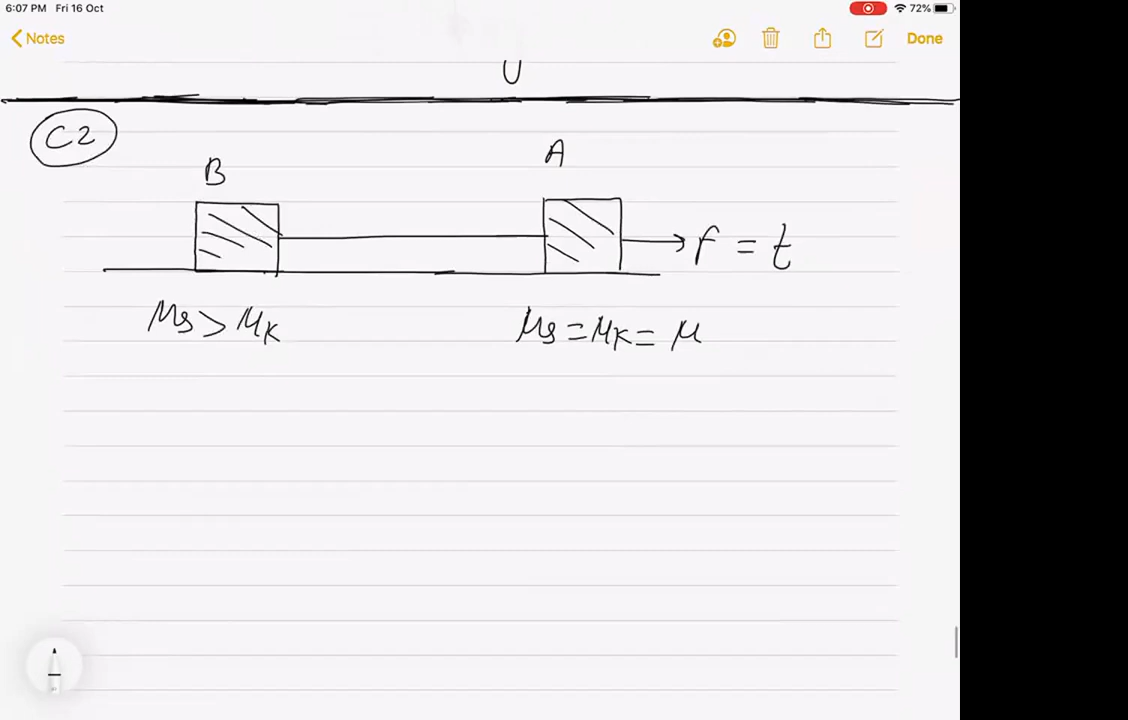 6:07 PM Fri 16 Oct 72%
Notes Done
U
C2
B A
F = t
μs > μk μs = μk = μ